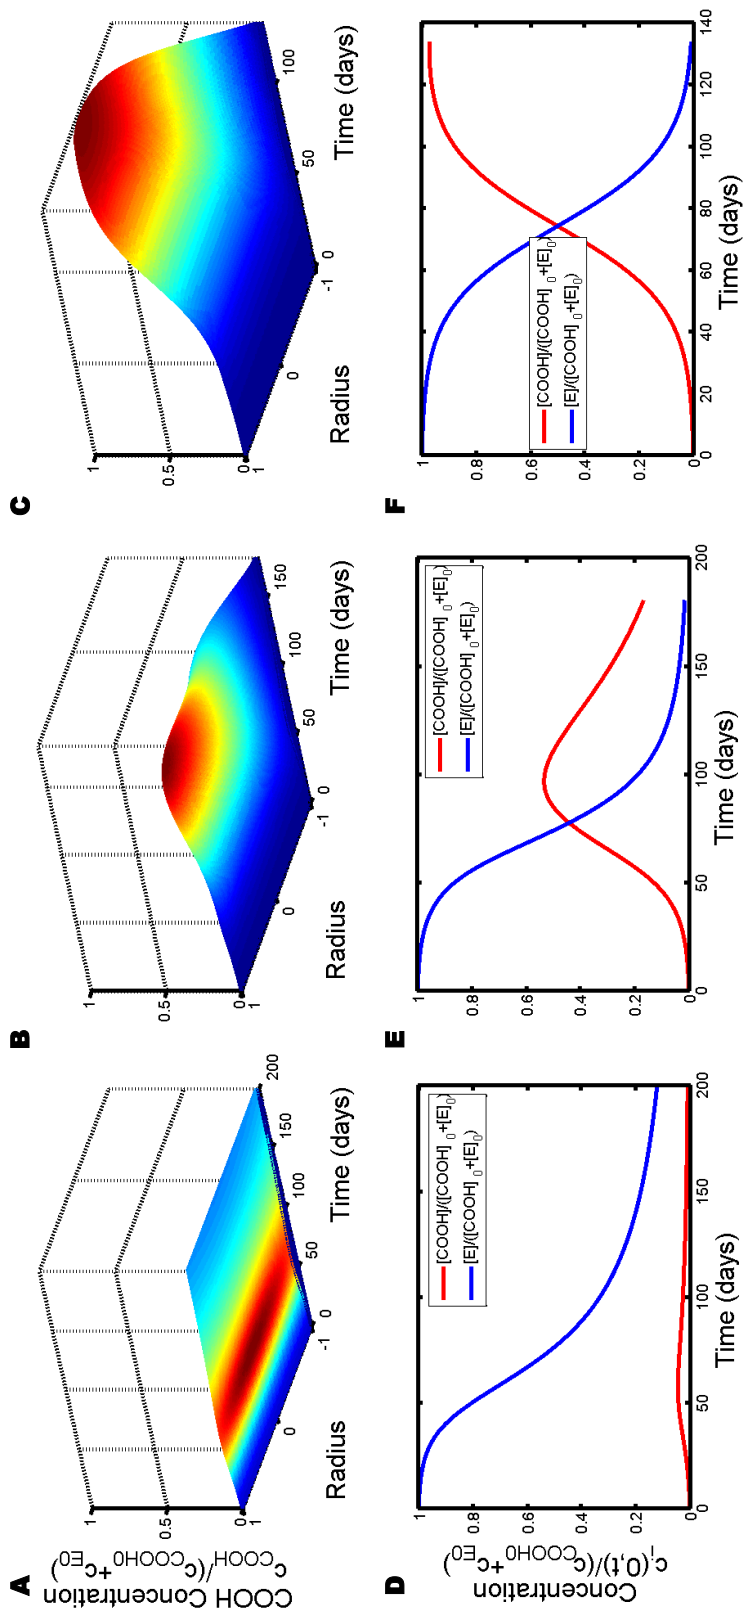 A
COOH Concentration
c_COOH/(c_COOH0+c_E0)
1
0.5
0
1
0
-1
Radius
0
50
100
150
200
Time (days)
B
1
0.5
0
1
0
-1
Radius
0
50
100
150
Time (days)
C
1
0.5
0
1
0
-1
Radius
0
50
100
Time (days)
D
Concentration
c_i(0,t)/(c_COOH0+c_E0)
1
0.8
0.6
0.4
0.2
0
0
50
100
150
200
Time (days)
[COOH]/([COOH]_0+[E]_0)
[E]/([COOH]_0+[E]_0)
E
1
0.8
0.6
0.4
0.2
0
0
50
100
150
200
Time (days)
[COOH]/([COOH]_0+[E]_0)
[E]/([COOH]_0+[E]_0)
F
1
0.8
0.6
0.4
0.2
0
0
20
40
60
80
100
120
140
Time (days)
[COOH]/([COOH]_0+[E]_0)
[E]/([COOH]_0+[E]_0)